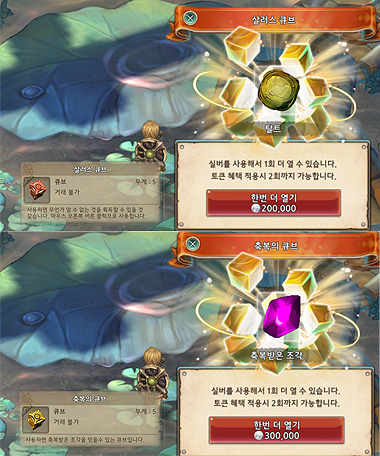 살러스 큐브
탈트
실버를 사용해서 1회 더 열 수 있습니다.
토큰 혜택 적용시 2회까지 가능합니다.
한번 더 열기
200,000
살러스 큐브
큐브
무게 : 5
거래 불가
사용하면 무언가 알 수 없는 것을 획득할 수 있을 것
같습니다. 마우스 오른쪽 버튼 클릭으로 사용합니다.
축복의 큐브
축복받은 조각
실버를 사용해서 1회 더 열 수 있습니다.
토큰 혜택 적용시 2회까지 가능합니다.
한번 더 열기
300,000
축복의 큐브
큐브
무게 : 5
거래 불가
사용하면 축복받은 조각을 얻을수 있는 큐브입니다.